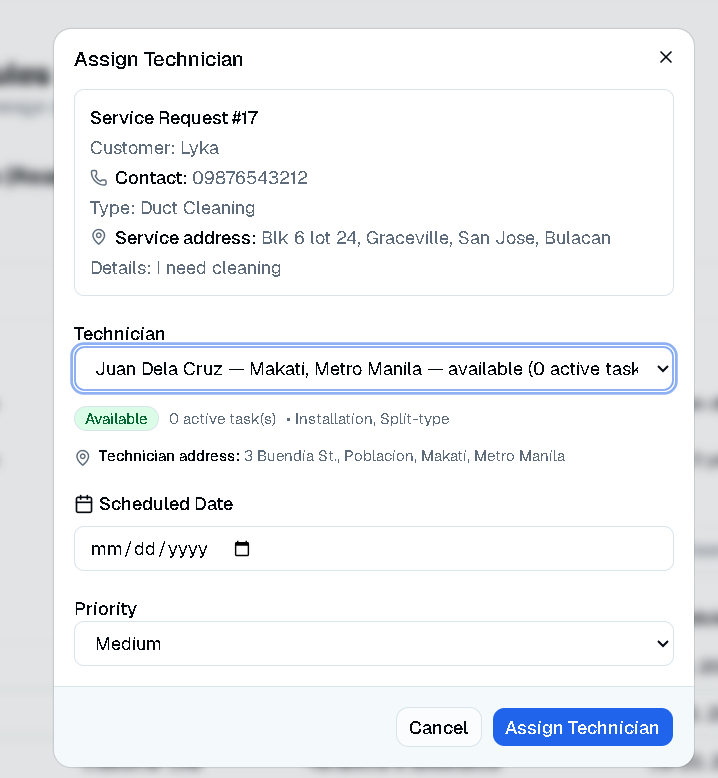 Assign Technician
Service Request #17
Customer: Lyka
Contact: 09876543212
Type: Duct Cleaning
Service address: Blk 6 lot 24, Graceville, San Jose, Bulacan
Details: I need cleaning
Technician
Juan Dela Cruz — Makati, Metro Manila — available (0 active task
Available 0 active task(s) • Installation, Split-type
Technician address: 3 Buendia St., Poblacion, Makati, Metro Manila
Scheduled Date
mm/dd/yyyy
Priority
Medium
Cancel Assign Technician